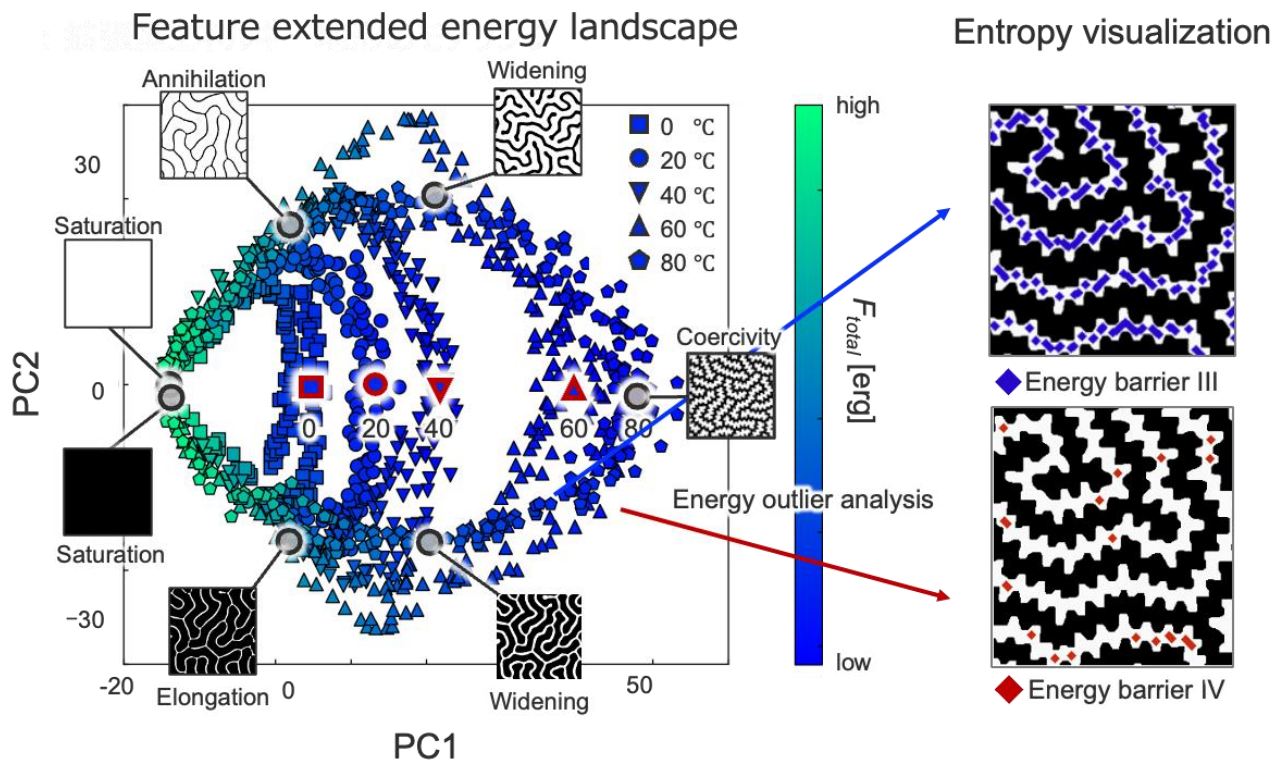 Feature extended energy landscape
Entropy visualization
Annihilation
Widening
high
0 ℃
20 ℃
40 ℃
60 ℃
80 ℃
30
Saturation
PC2
0
Saturation
−30
0
20
40
60
80
Coercivity
F_total [erg]
Energy outlier analysis
Energy barrier III
low
-20
Elongation
0
Widening
50
PC1
Energy barrier IV